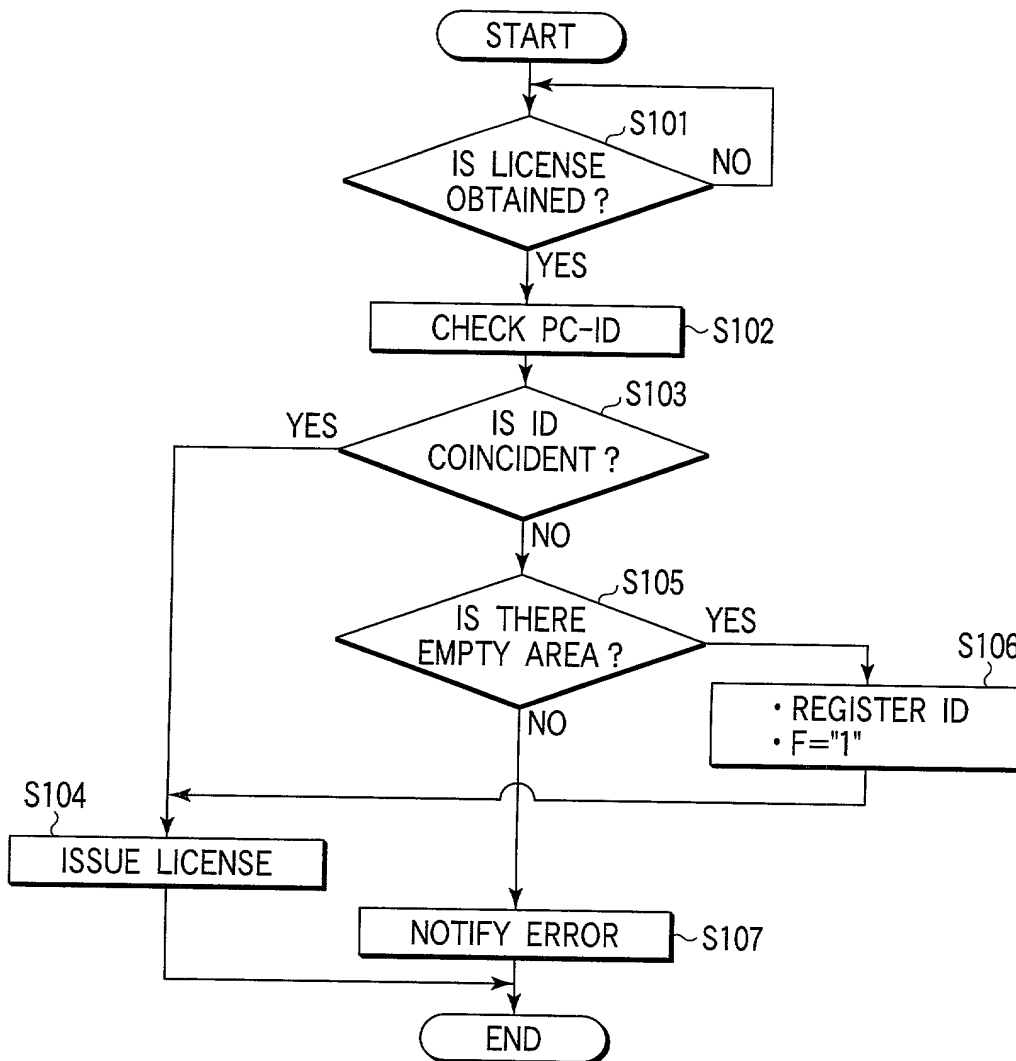 START
S101
IS LICENSE
OBTAINED?
NO
YES
CHECK PC-ID
S102
S103
YES
IS ID
COINCIDENT?
NO
S105
IS THERE
EMPTY AREA?
YES
S106
NO
· REGISTER ID
· F="1"
S104
ISSUE LICENSE
NOTIFY ERROR
S107
END